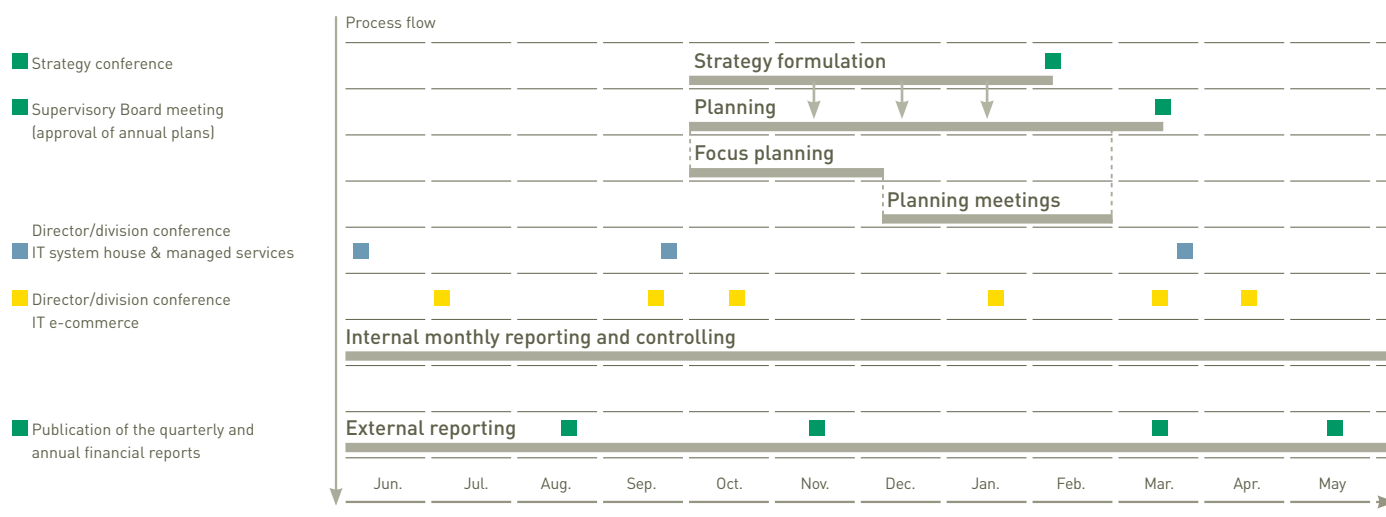 Process flow
Strategy conference
Strategy formulation
Supervisory Board meeting
(approval of annual plans)
Planning
Focus planning
Planning meetings
Director/division conference
IT system house & managed services
Director/division conference
IT e-commerce
Internal monthly reporting and controlling
Publication of the quarterly and
annual financial reports
External reporting
Jun. Jul. Aug. Sep. Oct. Nov. Dec. Jan. Feb. Mar. Apr. May